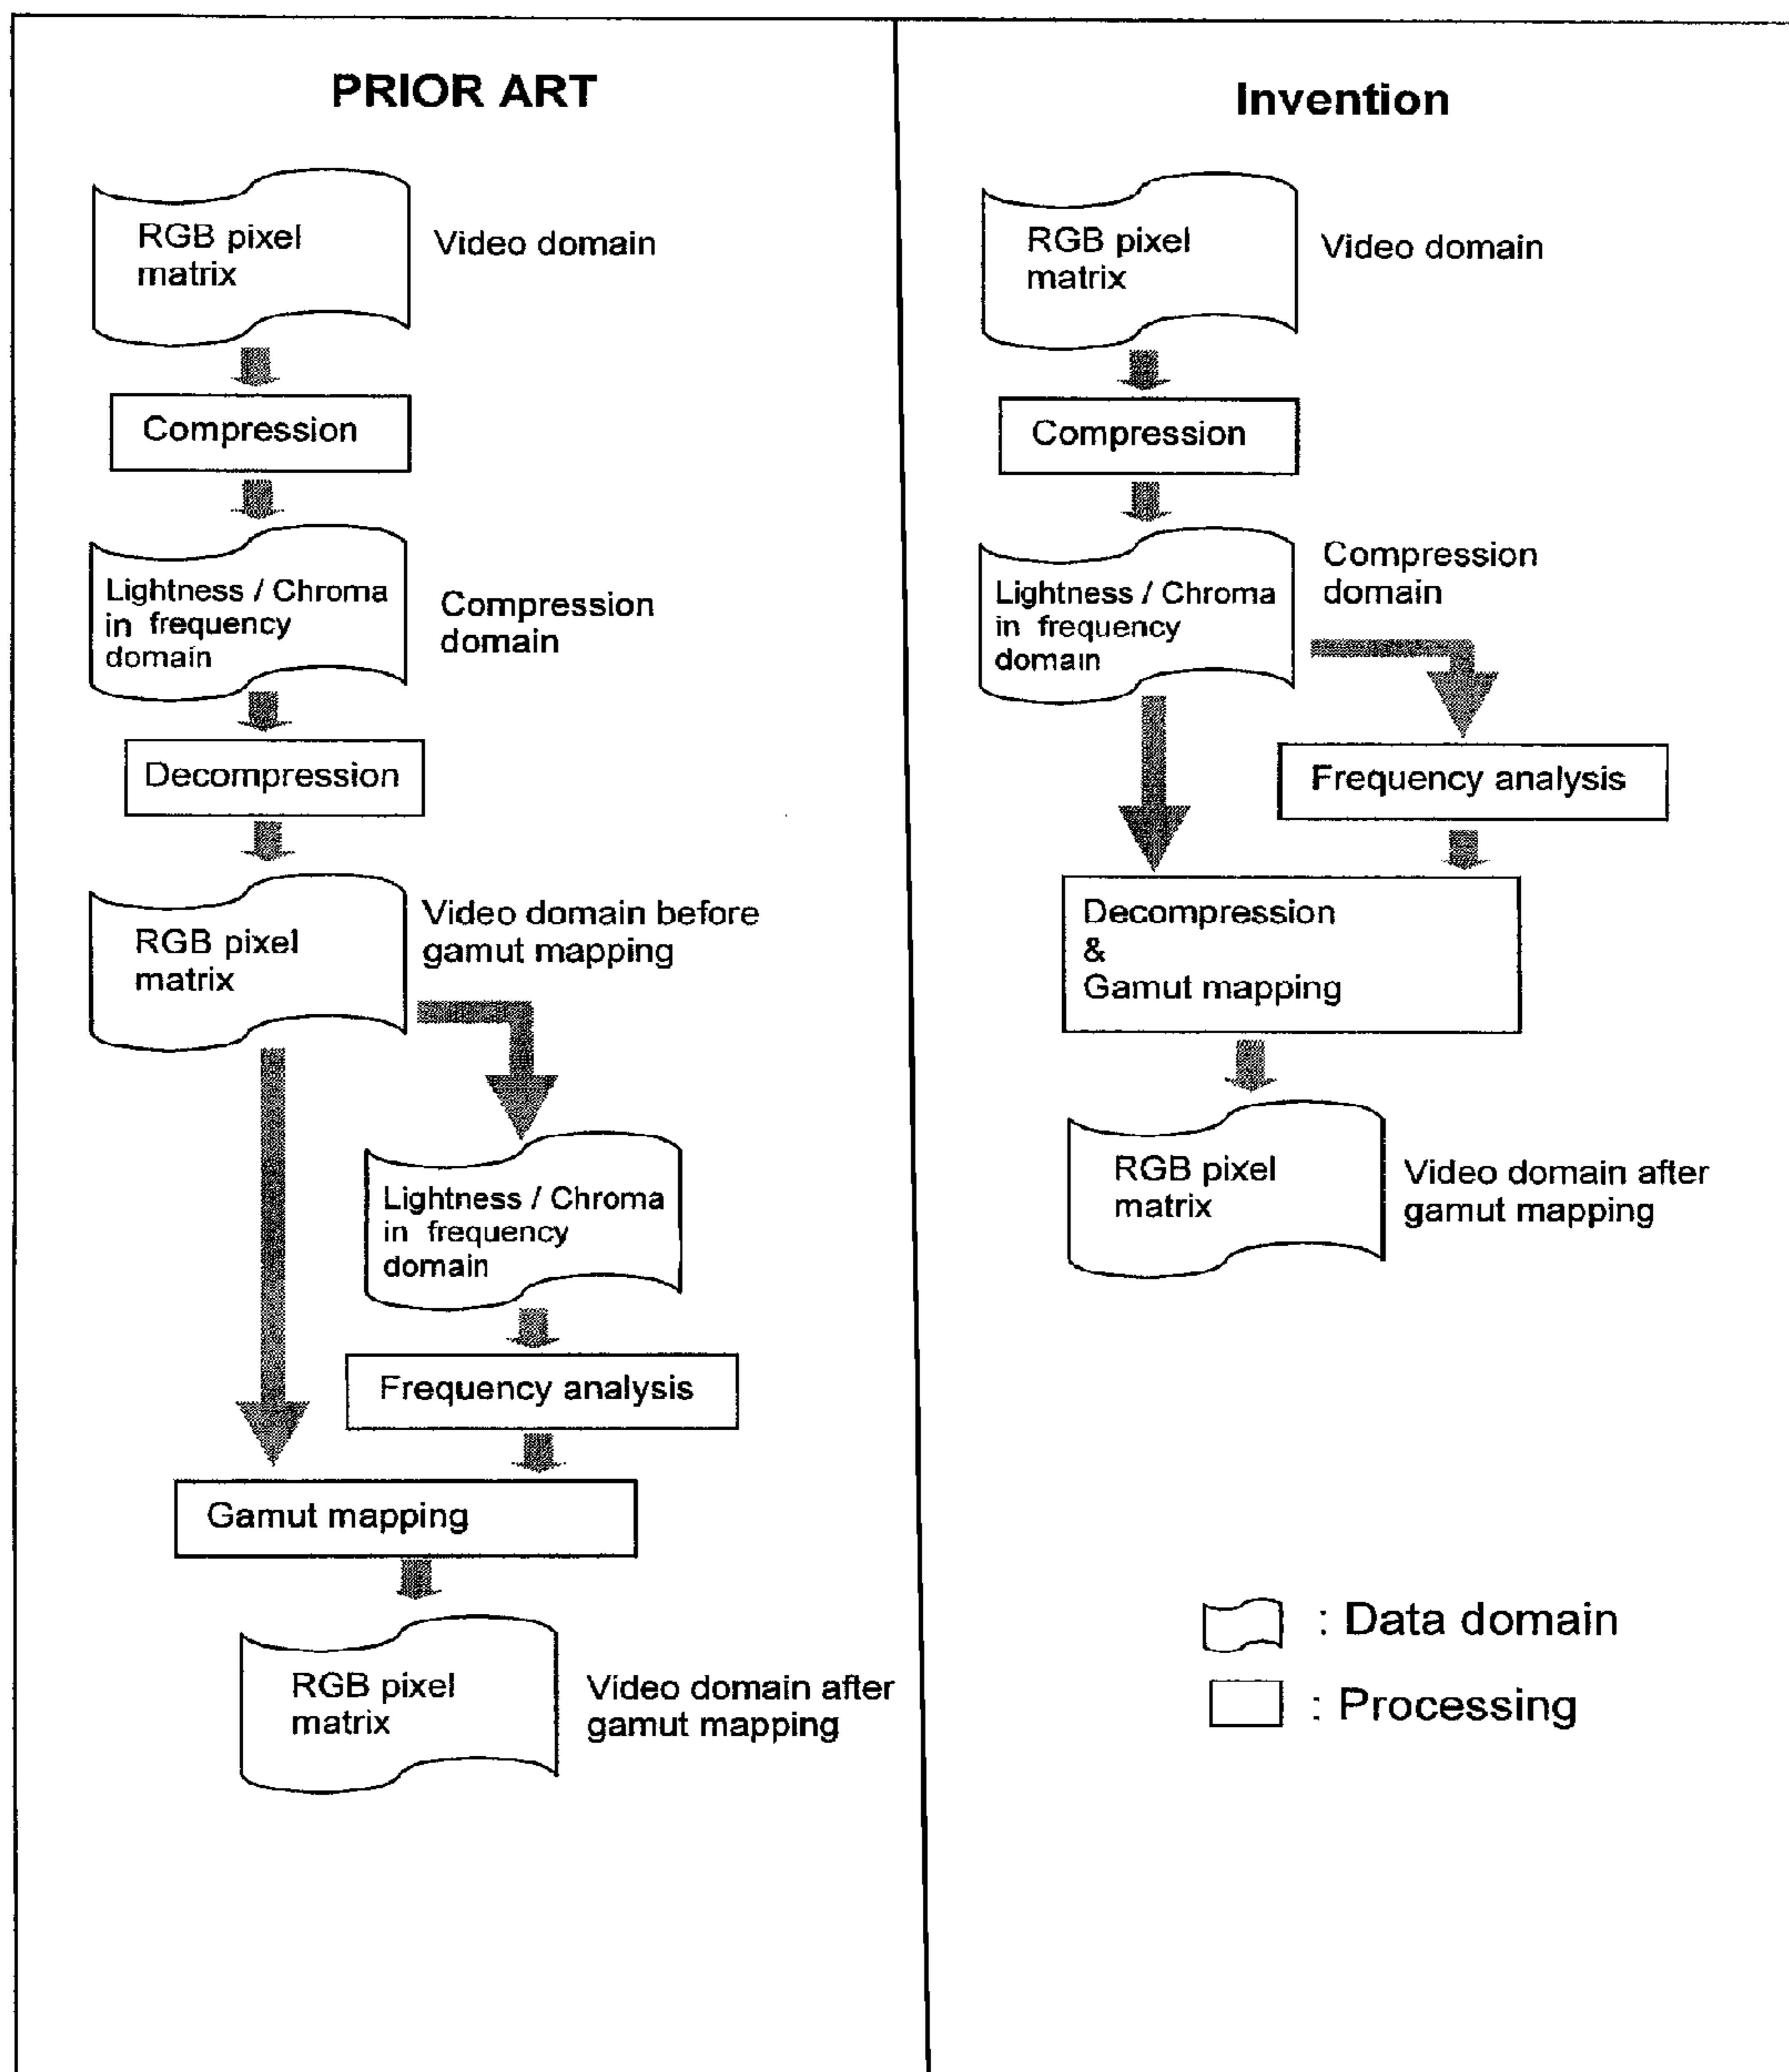 PRIOR ART
RGB pixel
matrix
Video domain
Compression
Lightness / Chroma
in frequency
domain
Compression
domain
Decompression
RGB pixel
matrix
Video domain before
gamut mapping
Lightness / Chroma
in frequency
domain
Frequency analysis
Gamut mapping
RGB pixel
matrix
Video domain after
gamut mapping
Invention
RGB pixel
matrix
Video domain
Compression
Lightness / Chroma
in frequency
domain
Compression
domain
Frequency analysis
Decompression
&
Gamut mapping
RGB pixel
matrix
Video domain after
gamut mapping
: Data domain
: Processing